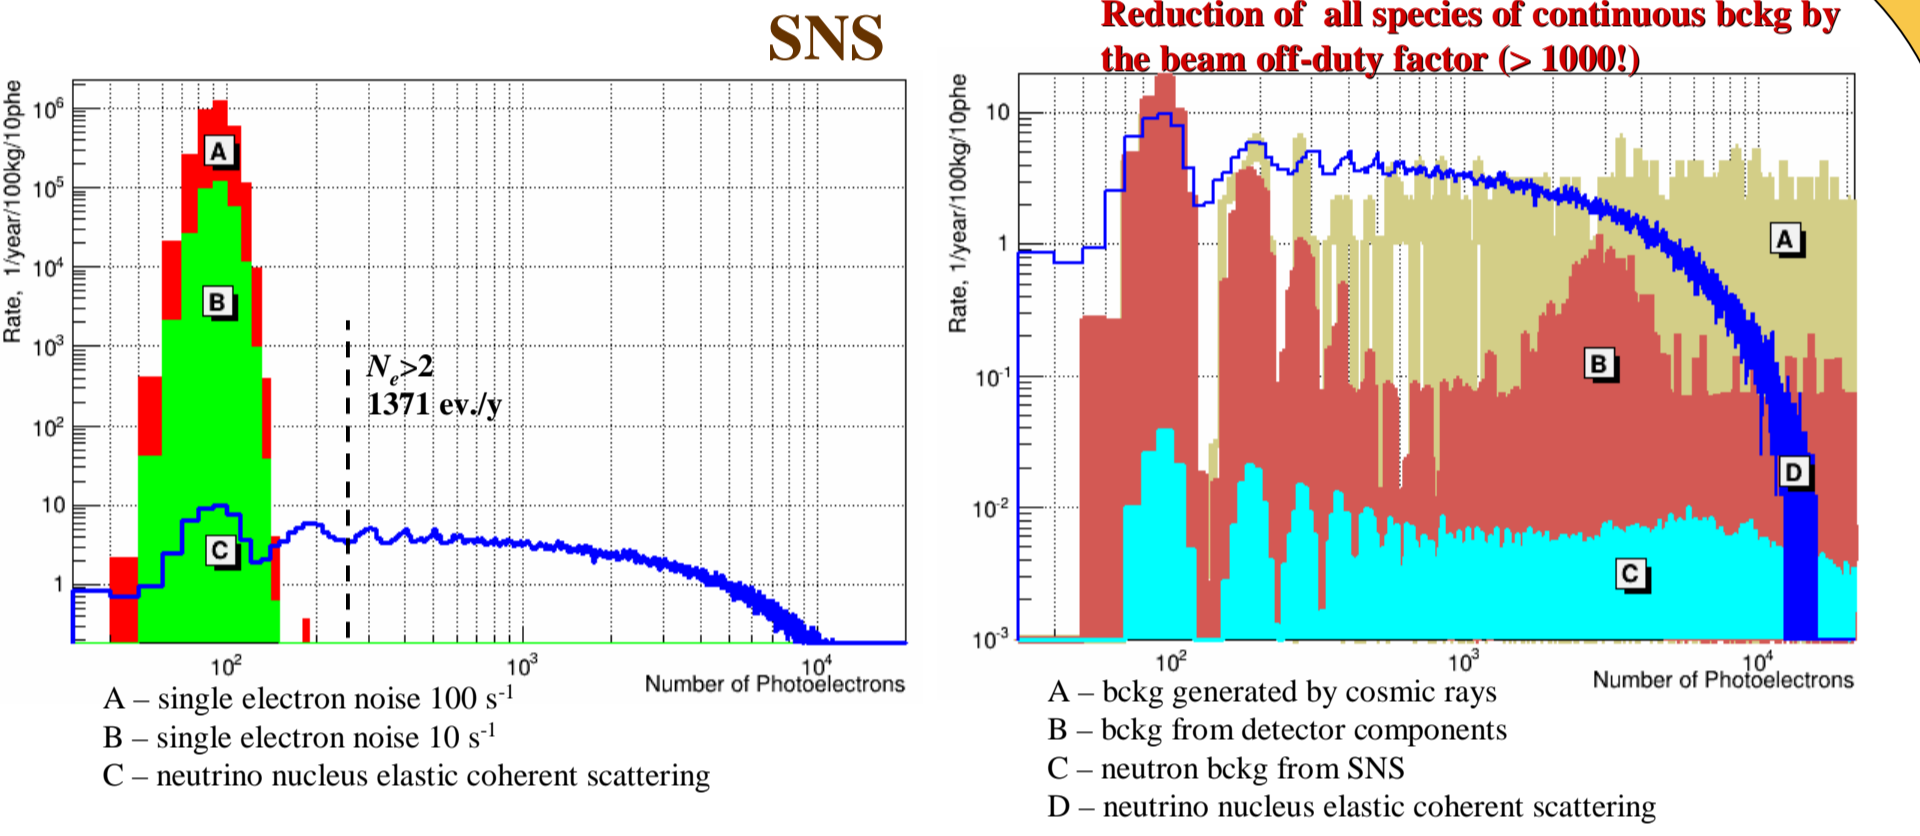 SNS
Reduction of all species of continuous bckg by
the beam off-duty factor (> 1000!)
Rate, 1/year/100kg/10phe
10⁶
10⁵
10⁴
10³
10²
10
1
A
B
C
Nₑ>2
1371 ev./y
10² 10³ 10⁴
Number of Photoelectrons
A – single electron noise 100 s⁻¹
B – single electron noise 10 s⁻¹
C – neutrino nucleus elastic coherent scattering
Rate, 1/year/100kg/10phe
10
1
10⁻¹
10⁻²
10⁻³
A
B
D
C
10² 10³ 10⁴
Number of Photoelectrons
A – bckg generated by cosmic rays
B – bckg from detector components
C – neutron bckg from SNS
D – neutrino nucleus elastic coherent scattering